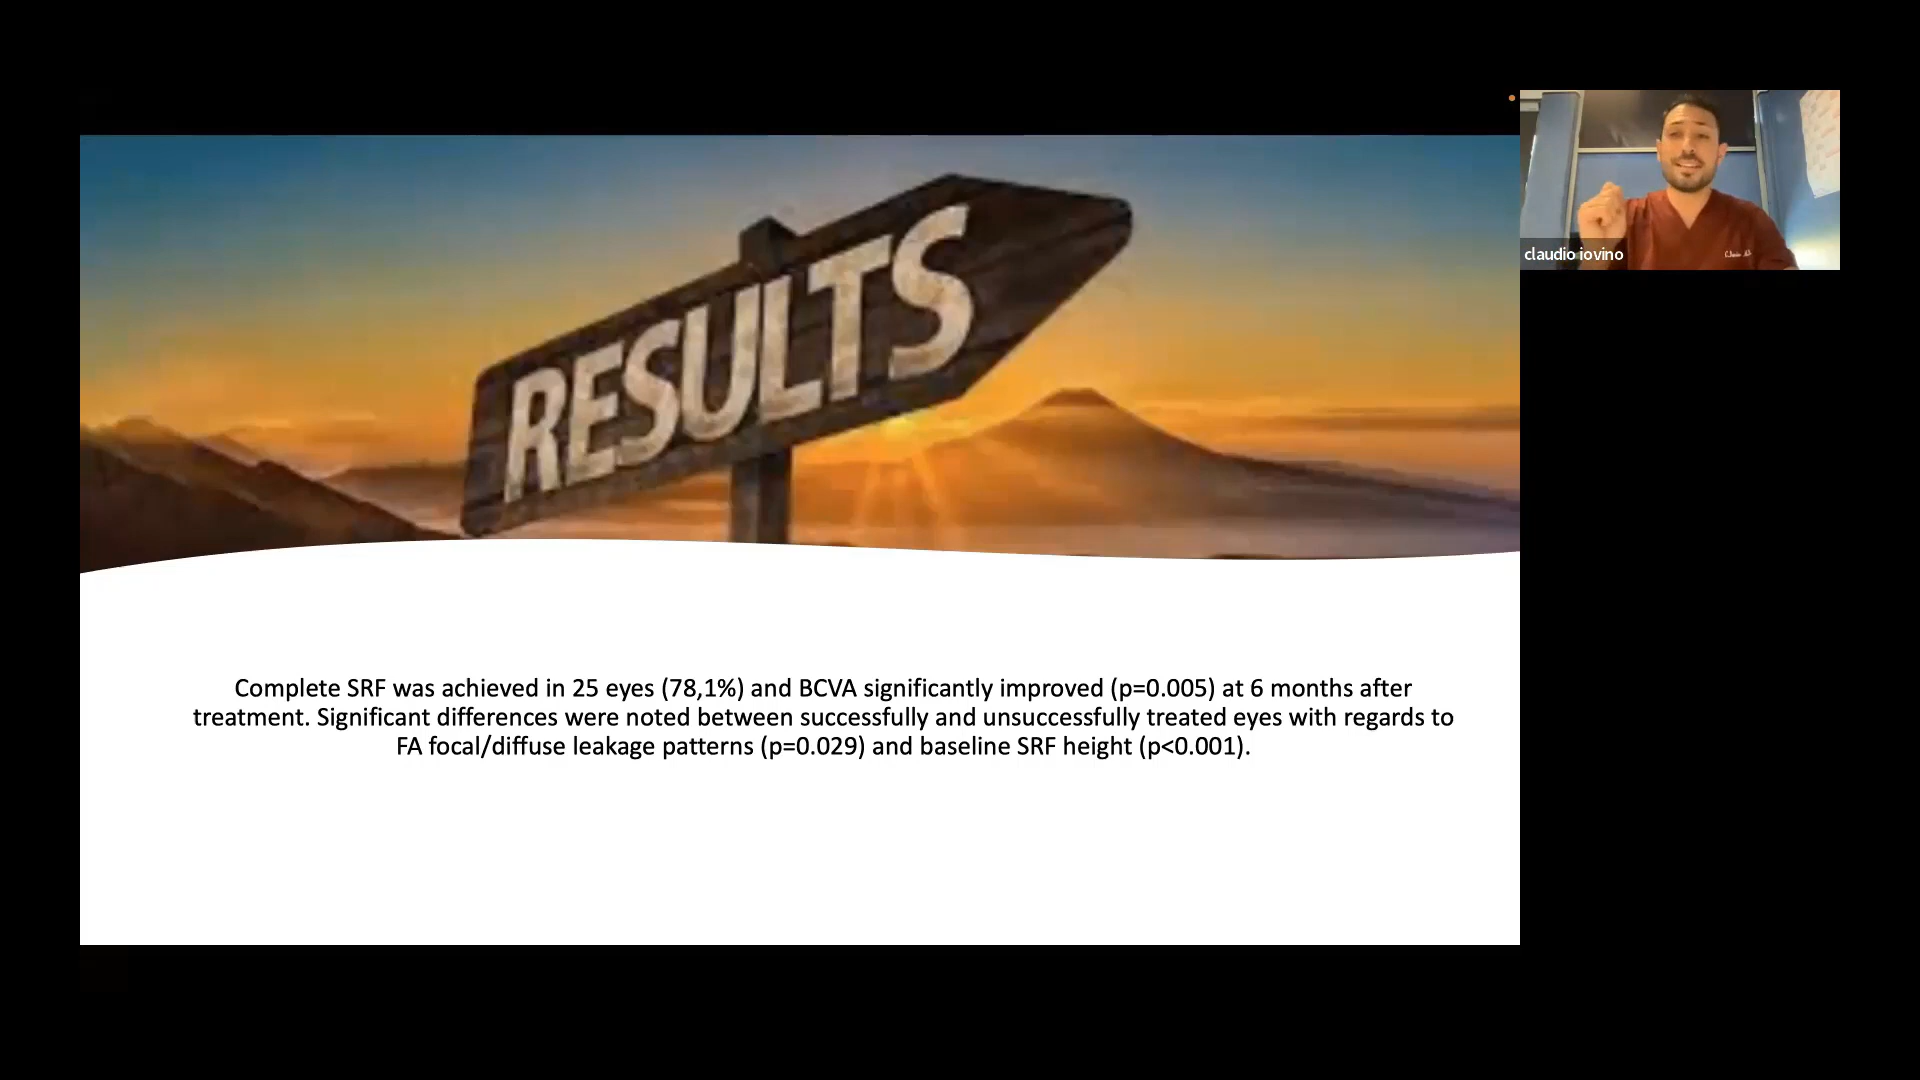 RESULTS
claudio iovino
Complete SRF was achieved in 25 eyes (78,1%) and BCVA significantly improved (p=0.005) at 6 months after
treatment. Significant differences were noted between successfully and unsuccessfully treated eyes with regards to
FA focal/diffuse leakage patterns (p=0.029) and baseline SRF height (p<0.001).